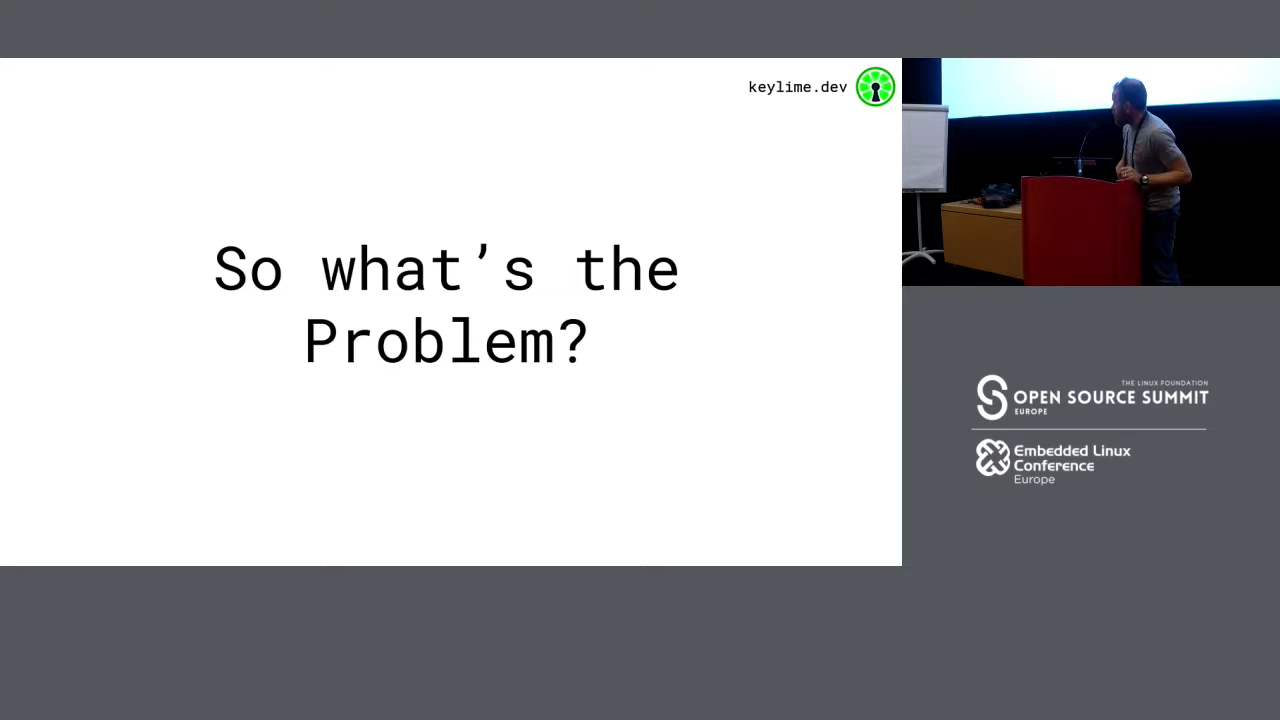 keylime.dev
So what’s the
Problem?
THE LINUX FOUNDATION
OPEN SOURCE SUMMIT
EUROPE
Embedded Linux
Conference
Europe